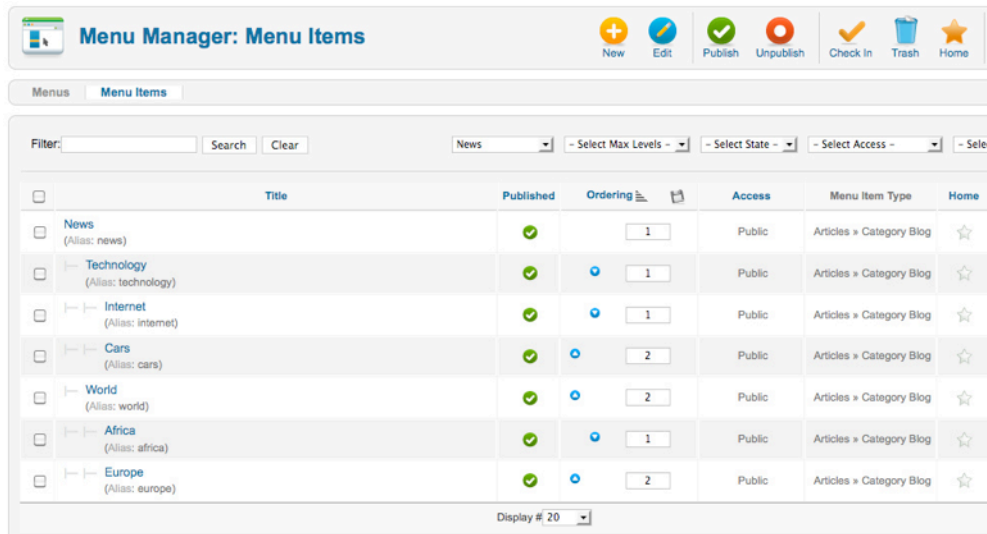 Menu Manager: Menu Items
New Edit Publish Unpublish Check In Trash Home
Menus Menu Items
Filter: Search Clear News - Select Max Levels - - Select State - - Select Access - - Sele
Title Published Ordering Access Menu Item Type Home
News 1 Public Articles » Category Blog
(Alias: news)
Technology 1 Public Articles » Category Blog
(Alias: technology)
Internet 1 Public Articles » Category Blog
(Alias: internet)
Cars 2 Public Articles » Category Blog
(Alias: cars)
World 2 Public Articles » Category Blog
(Alias: world)
Africa 1 Public Articles » Category Blog
(Alias: africa)
Europe 2 Public Articles » Category Blog
(Alias: europe)
Display # 20